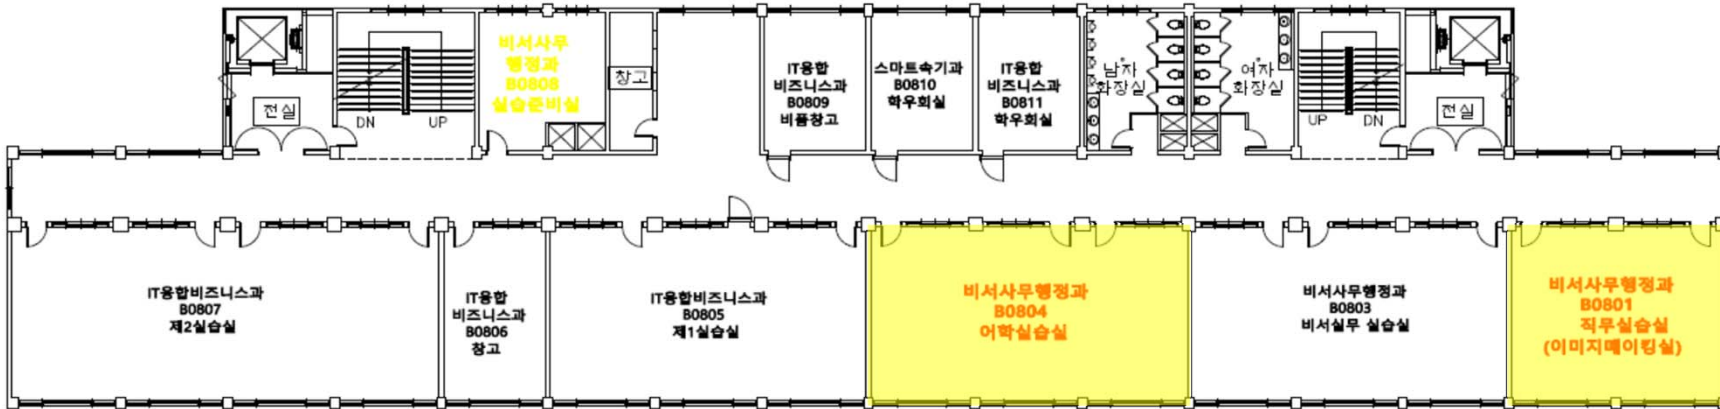 비서사무
행정과
B0808
실습준비실
창고
IT융합
비즈니스과
B0809
비품창고
스마트속기과
B0810
학우회실
IT융합
비즈니스과
B0811
학우회실
남자
화장실
여자
화장실
전실
DN
UP
UP
DN
전실
IT융합비즈니스과
B0807
제2실습실
IT융합
비즈니스과
B0806
창고
IT융합비즈니스과
B0805
제1실습실
비서사무행정과
B0804
어학실습실
비서사무행정과
B0803
비서실무 실습실
비서사무행정과
B0801
직무실습실
(이미지메이킹실)